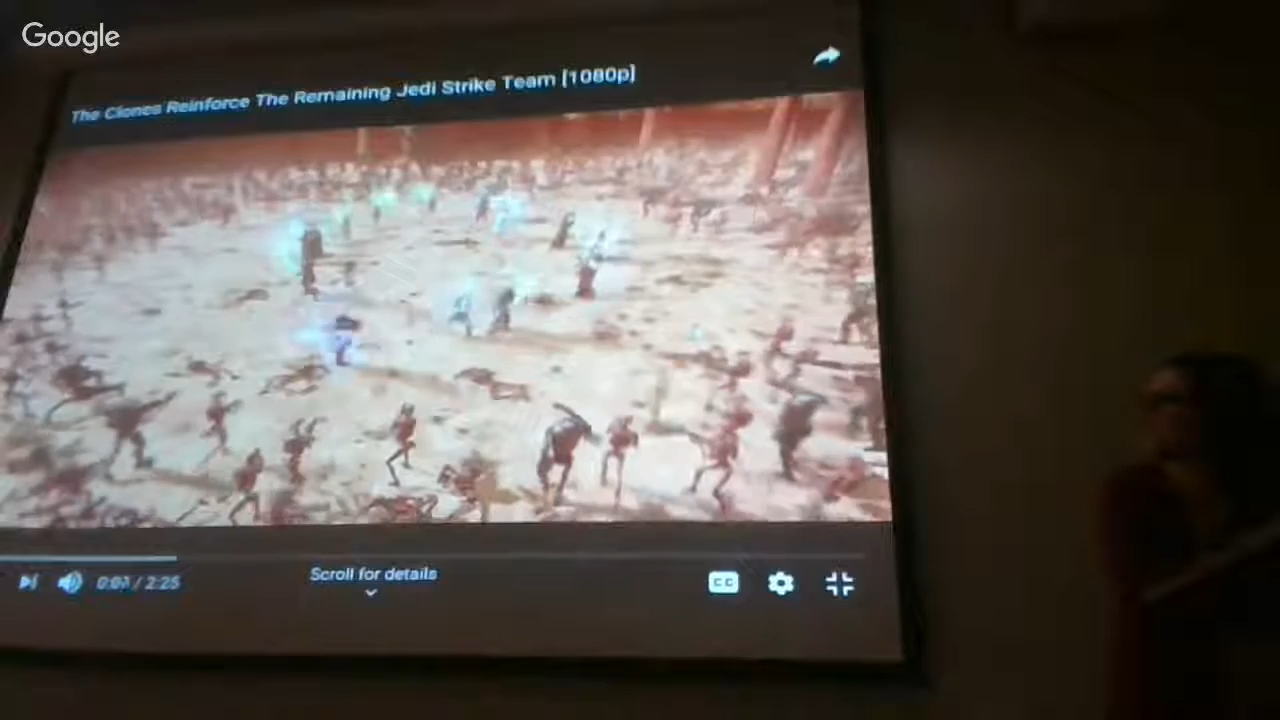 Google
The Clones Reinforce The Remaining Jedi Strike Team [1080p]
/ 2:25
Scroll for details
CC